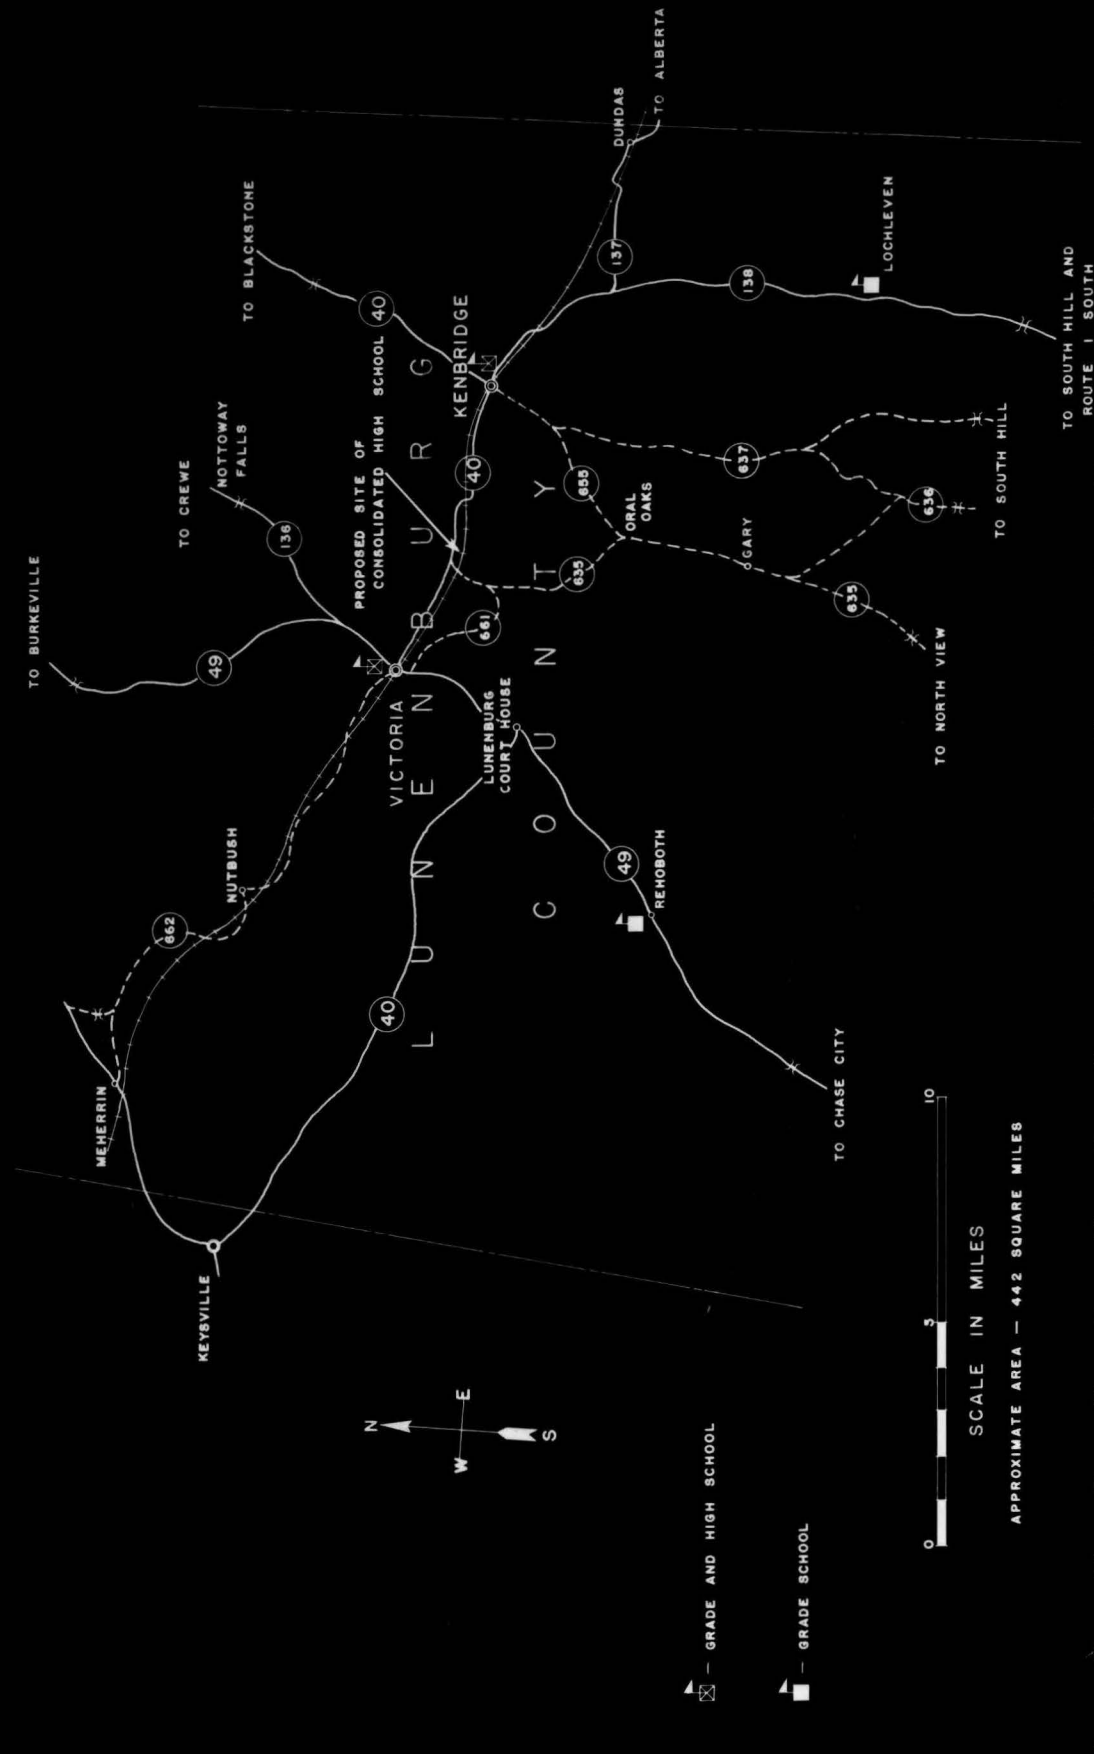 TO BURKEVILLE
49
TO CREWE
NOTTOWAY
FALLS
136
TO BLACKSTONE
40
PROPOSED SITE OF
CONSOLIDATED HIGH SCHOOL
KENBRIDGE
40
DUNDAS
TO ALBERTA
137
138
LOCHLEVEN
TO SOUTH HILL AND
ROUTE 1 SOUTH
MEHERRIN
662
NUTBUSH
VICTORIA
661
635
655
ORAL
OAKS
637
GARY
636
635
TO SOUTH HILL
TO NORTH VIEW
LUNENBURG
COUNTY
KEYSVILLE
40
LUNENBURG
COURT HOUSE
49
REHOBOTH
TO CHASE CITY
N
W E
S
- GRADE AND HIGH SCHOOL
- GRADE SCHOOL
0 5 10
SCALE IN MILES
APPROXIMATE AREA — 442 SQUARE MILES